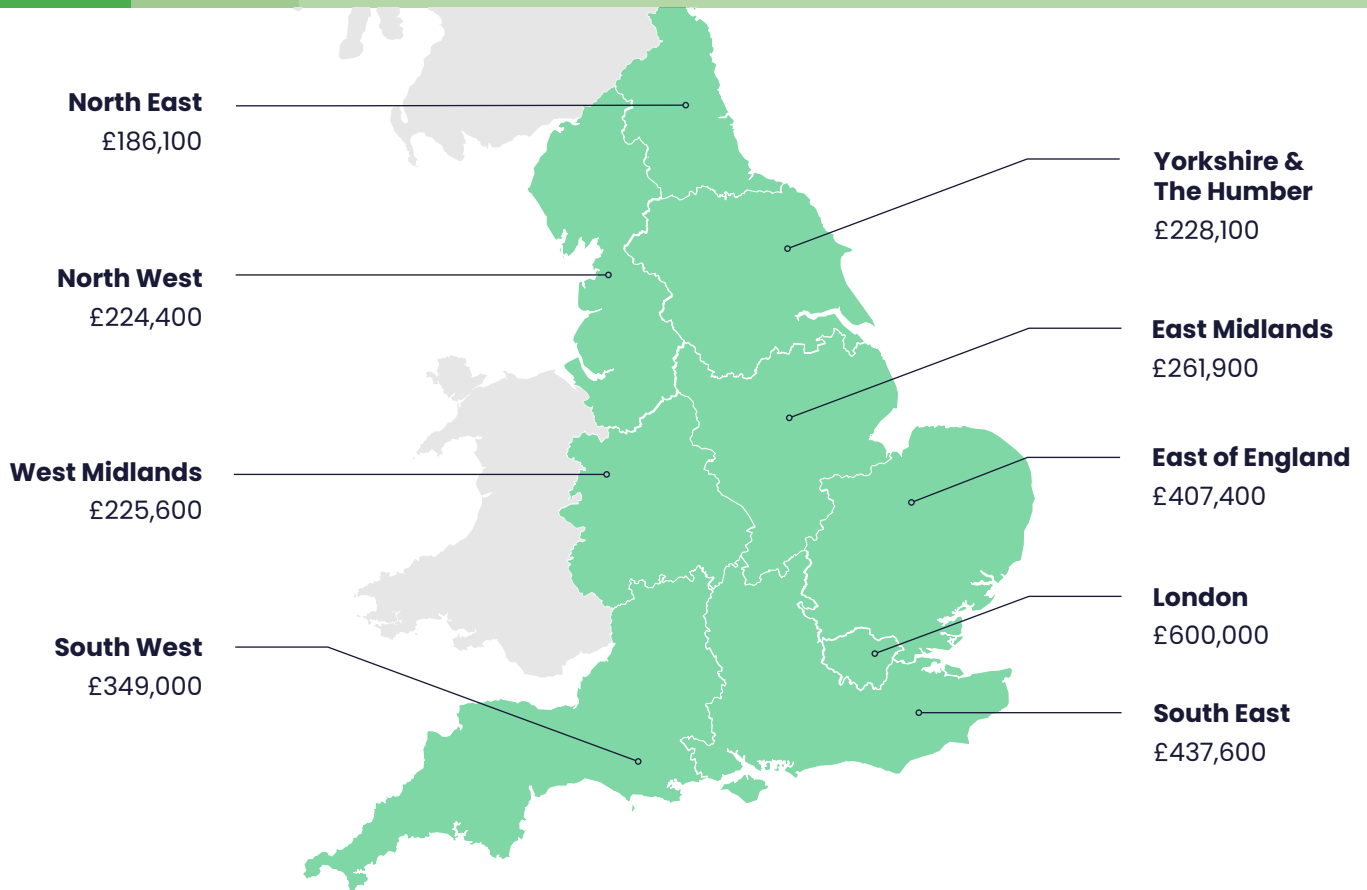 North East
£186,100
North West
£224,400
West Midlands
£225,600
South West
£349,000
Yorkshire &
The Humber
£228,100
East Midlands
£261,900
East of England
£407,400
London
£600,000
South East
£437,600